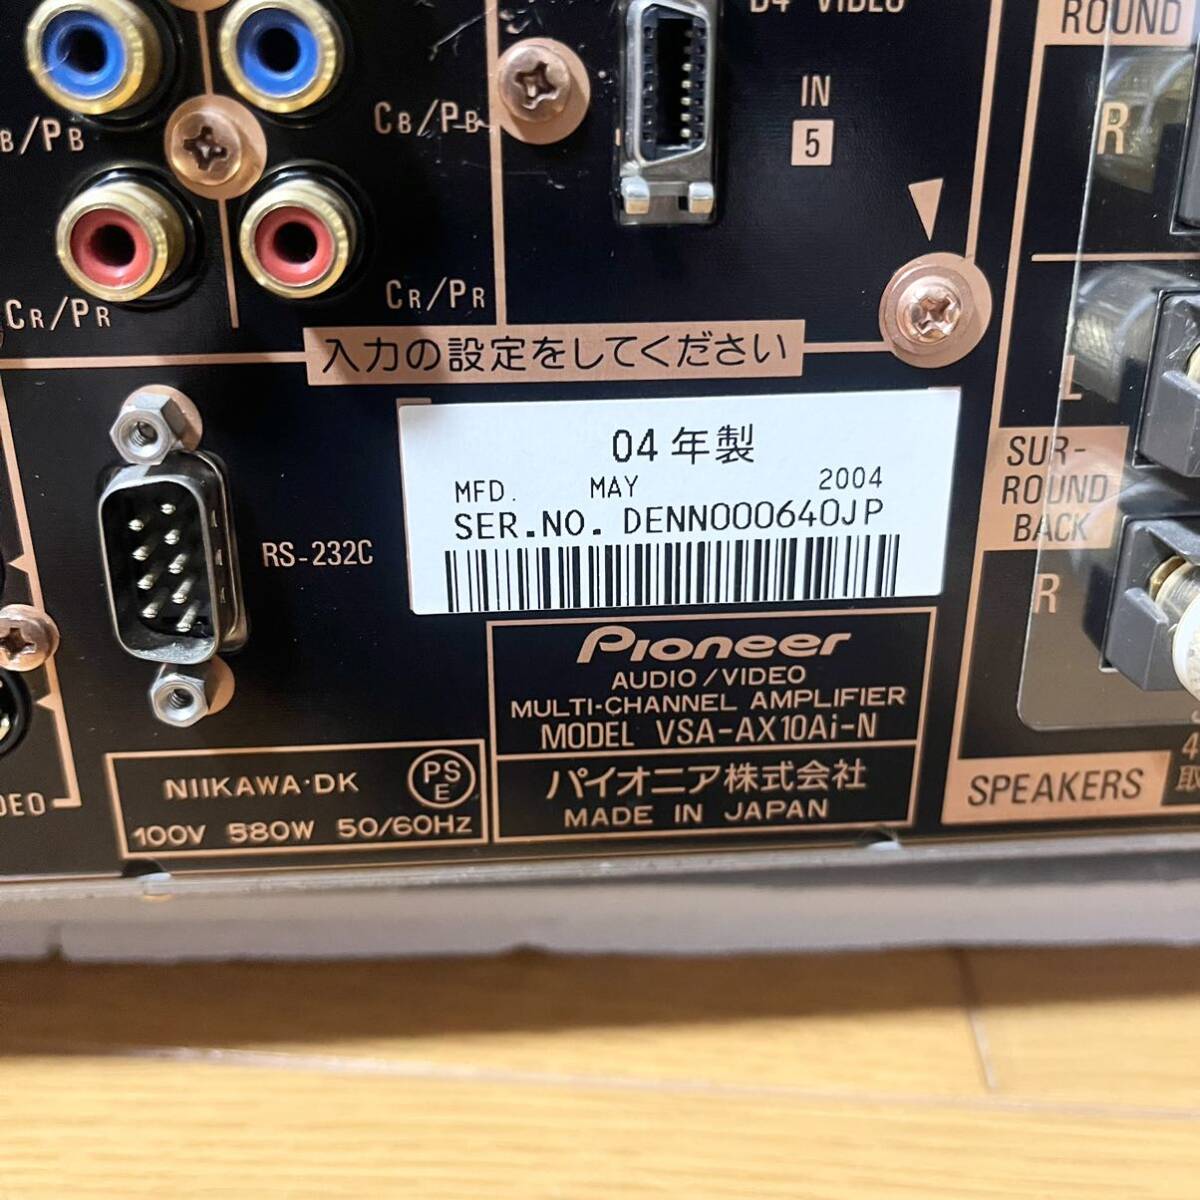 D4 VIDEO
ROUND
IN
5
R
B/PB
CB/PB
CR/PR
CR/PR
入力の設定をしてください
L
04年製
MFD. MAY 2004
SER.NO. DENN000640JP
SUR-
ROUND
BACK
RS-232C
R
Pioneer
AUDIO/VIDEO
MULTI-CHANNEL AMPLIFIER
MODEL VSA-AX10Ai-N
NIIKAWA・DK
PSE
100V 580W 50/60Hz
パイオニア株式会社
MADE IN JAPAN
DEO
SPEAKERS
4
取